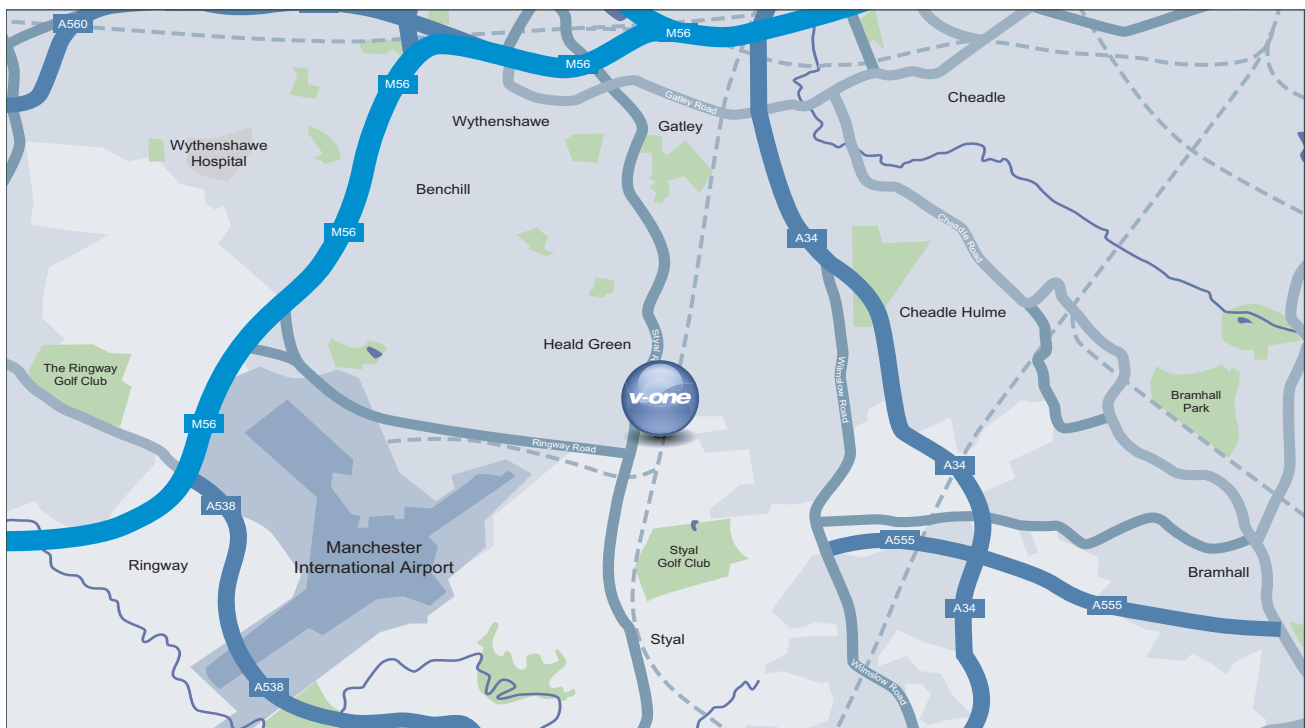 A560
M56
M56
M56
Gatley Road
Cheadle
Wythenshawe
Gatley
Wythenshawe
Hospital
Benchill
M56
A34
Cheadle Road
Cheadle Hulme
Heald Green
The Ringway
Golf Club
Wilmslow Road
v-one
Bramhall
Park
M56
Ringway Road
A34
A538
A555
Manchester
International Airport
Styal
Golf Club
Ringway
Bramhall
A34
A555
Styal
Wilmslow Road
A538